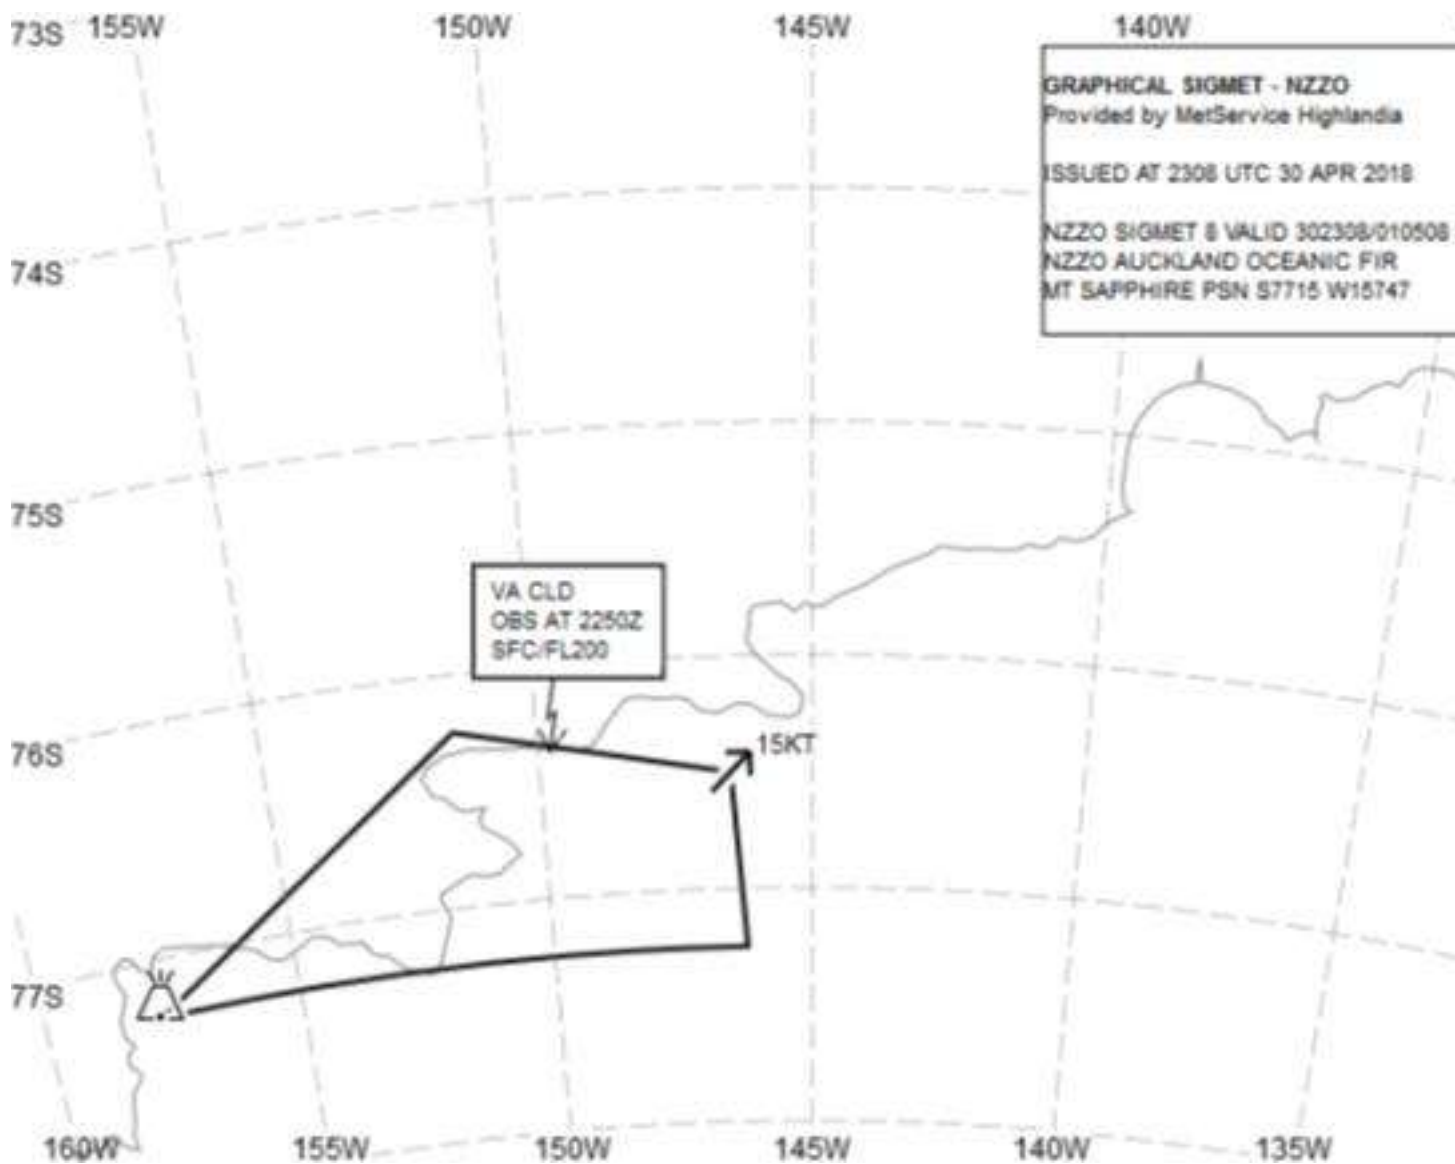 73S 155W 150W 145W 140W
GRAPHICAL SIGMET - NZZO
Provided by MetService Highlandia
ISSUED AT 2308 UTC 30 APR 2018
NZZO SIGMET 8 VALID 302308/010508
NZZO AUCKLAND OCEANIC FIR
MT SAPPHIRE PSN S7715 W15747
74S
75S
VA CLD
OBS AT 2250Z
SFC/FL200
76S
15KT
77S
160W 155W 150W 145W 140W 135W